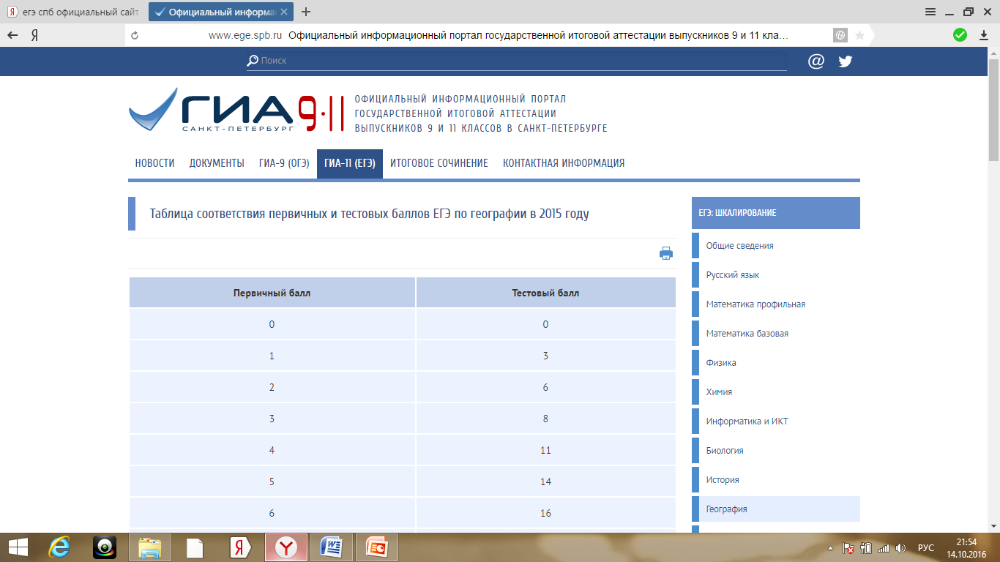 егэ спб официальный сайт
Официальный информа
www.ege.spb.ru Официальный информационный портал государственной итоговой аттестации выпускников 9 и 11 кла...
Поиск
ГИА 9·11
САНКТ-ПЕТЕРБУРГ
ОФИЦИАЛЬНЫЙ ИНФОРМАЦИОННЫЙ ПОРТАЛ
ГОСУДАРСТВЕННОЙ ИТОГОВОЙ АТТЕСТАЦИИ
ВЫПУСКНИКОВ 9 И 11 КЛАССОВ В САНКТ-ПЕТЕРБУРГЕ
НОВОСТИ ДОКУМЕНТЫ ГИА-9 (ОГЭ) ГИА-11 (ЕГЭ) ИТОГОВОЕ СОЧИНЕНИЕ КОНТАКТНАЯ ИНФОРМАЦИЯ
Таблица соответствия первичных и тестовых баллов ЕГЭ по географии в 2015 году
Первичный балл Тестовый балл
0 0
1 3
2 6
3 8
4 11
5 14
6 16
ЕГЭ: ШКАЛИРОВАНИЕ
Общие сведения
Русский язык
Математика профильная
Математика базовая
Физика
Химия
Информатика и ИКТ
Биология
История
География
РУС
21:54
14.10.2016